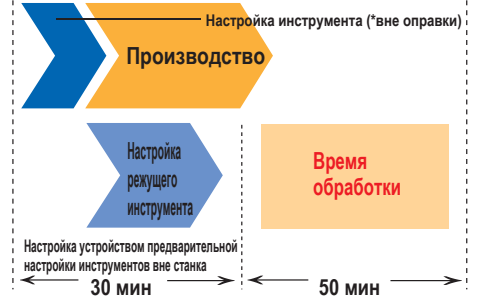 Настройка инструмента (*вне оправки)
Производство
Настройка
режущего
инструмента
Время
обработки
Настройка устройством предварительной
настройки инструментов вне станка
30 мин
50 мин